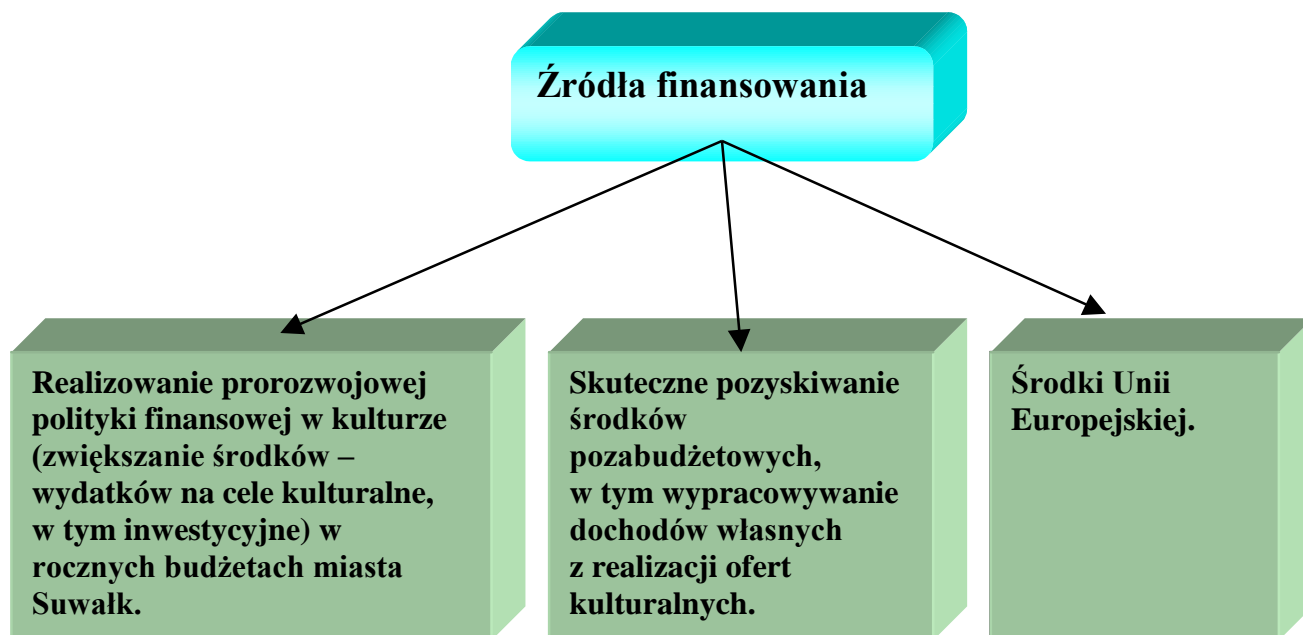 Źródła finansowania
Realizowanie prorozwojowej
polityki finansowej w kulturze
(zwiększanie środków –
wydatków na cele kulturalne,
w tym inwestycyjne) w
rocznych budżetach miasta
Suwałk.
Skuteczne pozyskiwanie
środków
pozabudżetowych,
w tym wypracowywanie
dochodów własnych
z realizacji ofert
kulturalnych.
Środki Unii
Europejskiej.